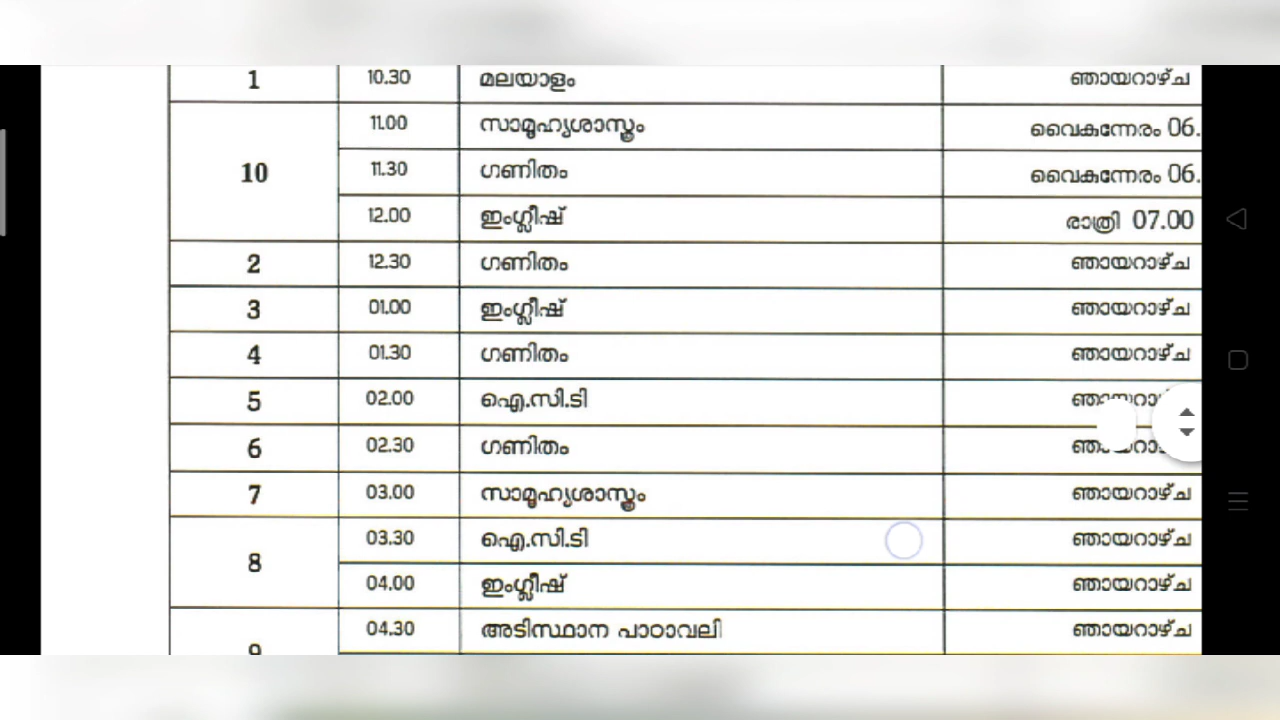 1 10.30 മലയാളം ഞായറാഴ്ച
11.00 സാമൂഹ്യശാസ്ത്രം വൈകുന്നേരം 06.
10 11.30 ഗണിതം വൈകുന്നേരം 06.
12.00 ഇംഗ്ലീഷ് രാത്രി 07.00
2 12.30 ഗണിതം ഞായറാഴ്ച
3 01.00 ഇംഗ്ലീഷ് ഞായറാഴ്ച
4 01.30 ഗണിതം ഞായറാഴ്ച
5 02.00 ഐ.സി.ടി
6 02.30 ഗണിതം
7 03.00 സാമൂഹ്യശാസ്ത്രം ഞായറാഴ്ച
8 03.30 ഐ.സി.ടി ഞായറാഴ്ച
04.00 ഇംഗ്ലീഷ് ഞായറാഴ്ച
9 04.30 അടിസ്ഥാന പാഠാവലി ഞായറാഴ്ച